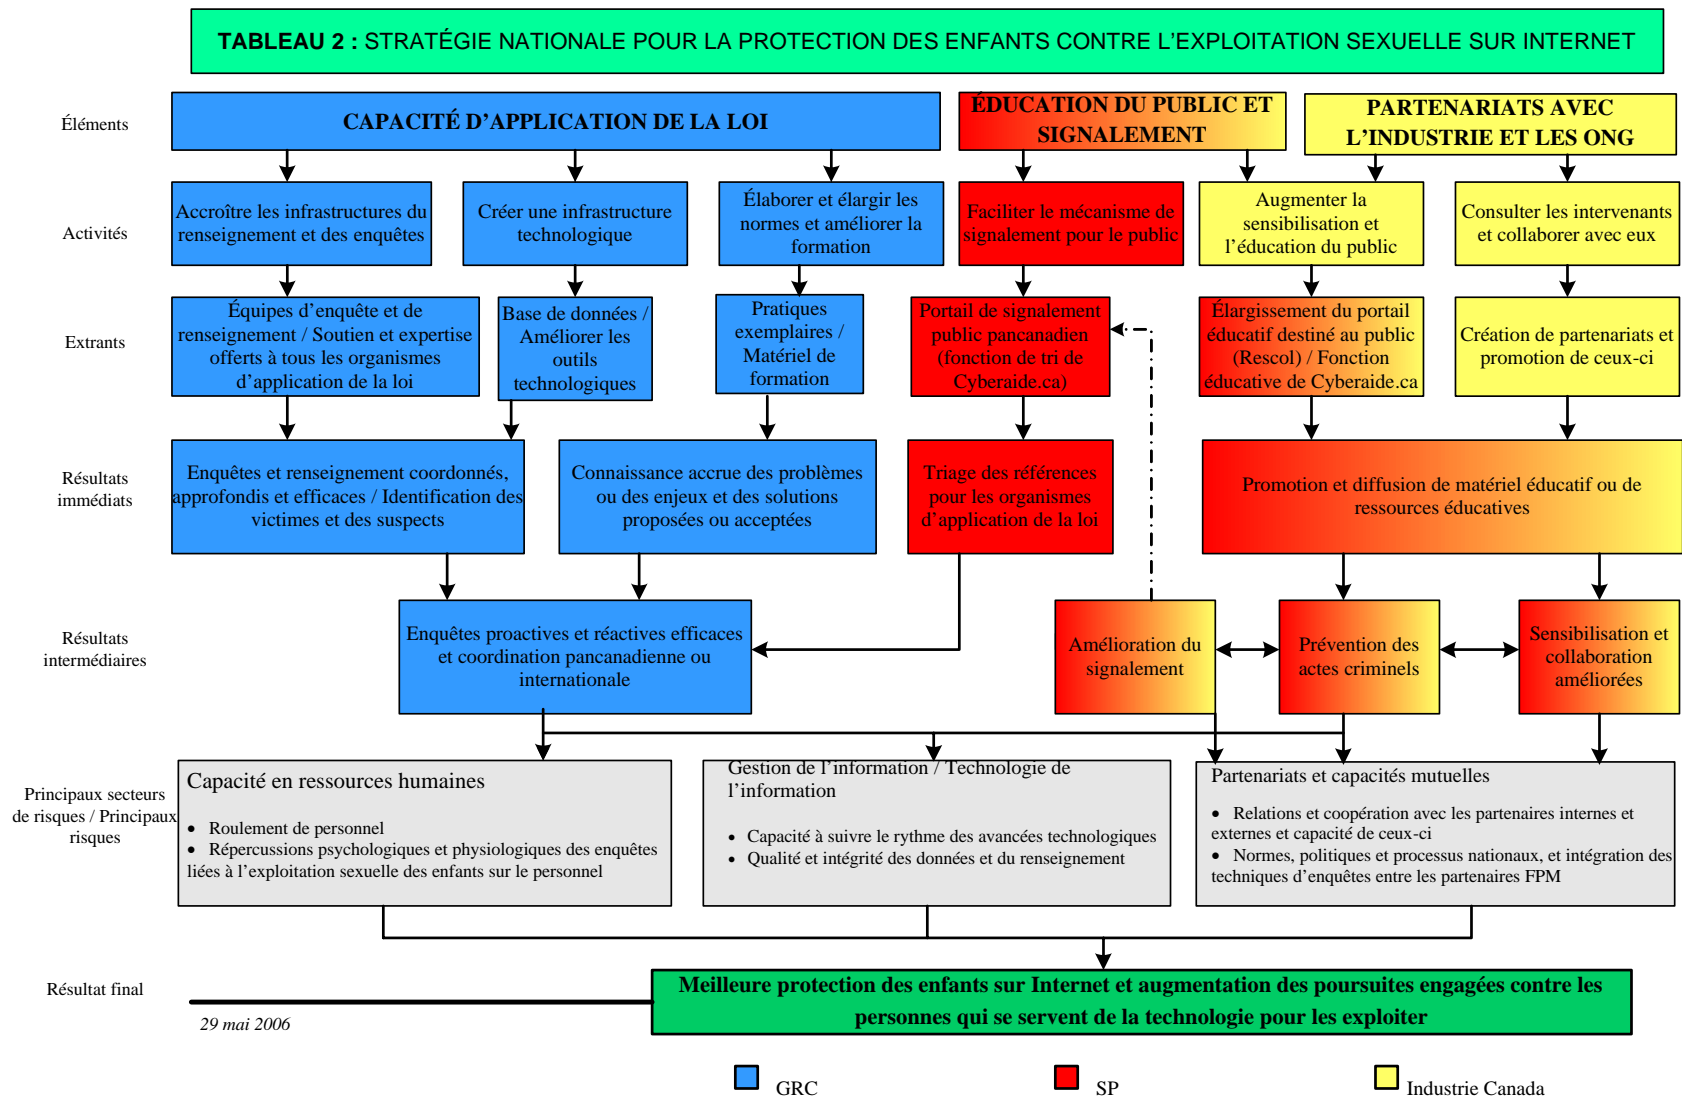 TABLEAU 2 : STRATÉGIE NATIONALE POUR LA PROTECTION DES ENFANTS CONTRE L'EXPLOITATION SEXUELLE SUR INTERNET
Éléments
CAPACITÉ D'APPLICATION DE LA LOI
ÉDUCATION DU PUBLIC ET
SIGNALEMENT
PARTENARIATS AVEC
L'INDUSTRIE ET LES ONG
Activités
Accroître les infrastructures du
renseignement et des enquêtes
Créer une infrastructure
technologique
Élaborer et élargir les
normes et améliorer la
formation
Faciliter le mécanisme de
signalement pour le public
Augmenter la
sensibilisation et
l'éducation du public
Consulter les intervenants
et collaborer avec eux
Extrants
Équipes d'enquête et de
renseignement / Soutien et expertise
offerts à tous les organismes
d'application de la loi
Base de données /
Améliorer les
outils
technologiques
Pratiques
exemplaires /
Matériel de
formation
Portail de signalement
public pancanadien
(fonction de tri de
Cyberaide.ca)
Élargissement du portail
éducatif destiné au public
(Rescol) / Fonction
éducative de Cyberaide.ca
Création de partenariats et
promotion de ceux-ci
Résultats
immédiats
Enquêtes et renseignement coordonnés,
approfondis et efficaces / Identification des
victimes et des suspects
Connaissance accrue des problèmes
ou des enjeux et des solutions
proposées ou acceptées
Triage des références
pour les organismes
d'application de la loi
Promotion et diffusion de matériel éducatif ou de
ressources éducatives
Résultats
intermédiaires
Enquêtes proactives et réactives efficaces
et coordination pancanadienne ou
internationale
Amélioration du
signalement
Prévention des
actes criminels
Sensibilisation et
collaboration
améliorées
Principaux secteurs
de risques / Principaux
risques
Capacité en ressources humaines
• Roulement de personnel
• Répercussions psychologiques et physiologiques des enquêtes
liées à l'exploitation sexuelle des enfants sur le personnel
Gestion de l'information / Technologie de
l'information
• Capacité à suivre le rythme des avancées technologiques
• Qualité et intégrité des données et du renseignement
Partenariats et capacités mutuelles
• Relations et coopération avec les partenaires internes et
externes et capacité de ceux-ci
• Normes, politiques et processus nationaux, et intégration des
techniques d'enquêtes entre les partenaires FPM
Résultat final
Meilleure protection des enfants sur Internet et augmentation des poursuites engagées contre les
personnes qui se servent de la technologie pour les exploiter
29 mai 2006
GRC
SP
Industrie Canada